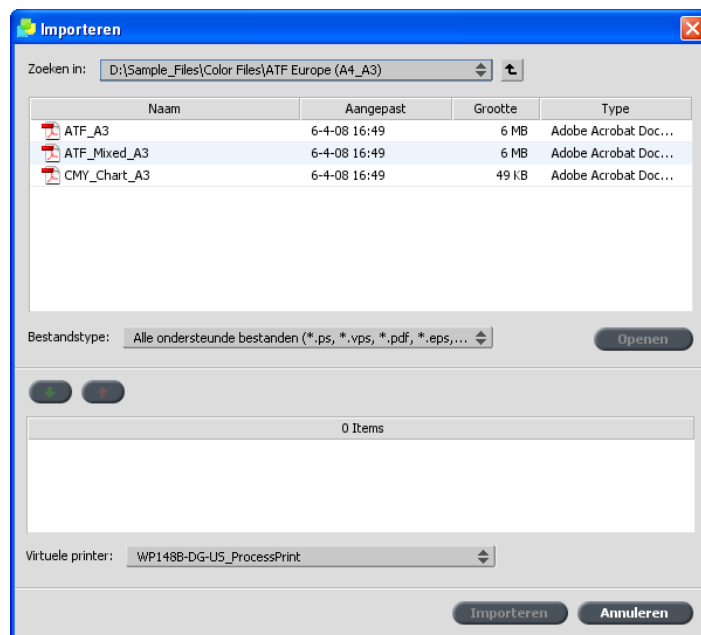 Importeren
Zoeken in: D:\Sample_Files\Color Files\ATF Europe (A4_A3)
Naam Aangepast Grootte Type
ATF_A3 6-4-08 16:49 6 MB Adobe Acrobat Doc...
ATF_Mixed_A3 6-4-08 16:49 6 MB Adobe Acrobat Doc...
CMY_Chart_A3 6-4-08 16:49 49 KB Adobe Acrobat Doc...
Bestandstype: Alle ondersteunde bestanden (*.ps, *.vps, *.pdf, *.eps,... Openen
0 Items
Virtuele printer: WP148B-DG-US_ProcessPrint
Importeren Annuleren